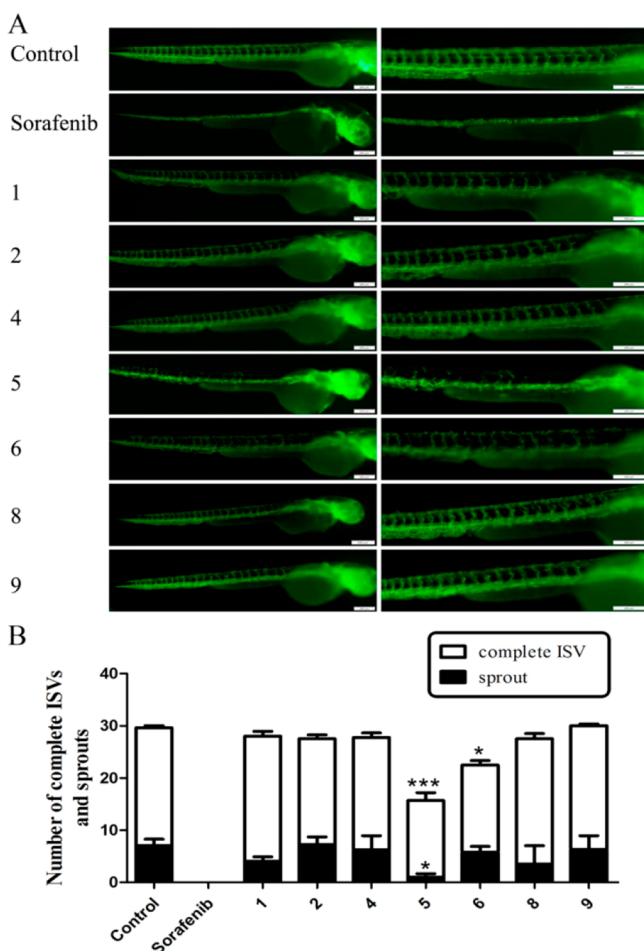 A
Control
Sorafenib
1
2
4
5
6
8
9
B
complete ISV
sprout
Number of complete ISVs
and sprouts
40
30
20
10
0
***
*
*
Control
Sorafenib
1
2
4
5
6
8
9